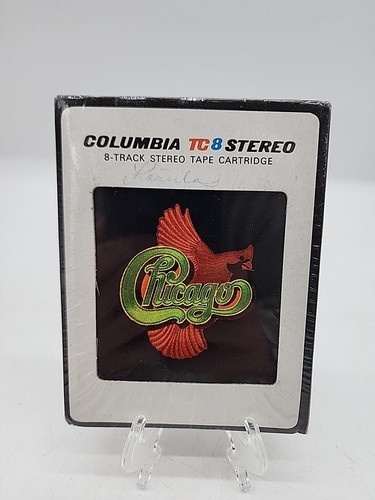 COLUMBIA TC8 STEREO
8-TRACK STEREO TAPE CARTRIDGE
Chicago